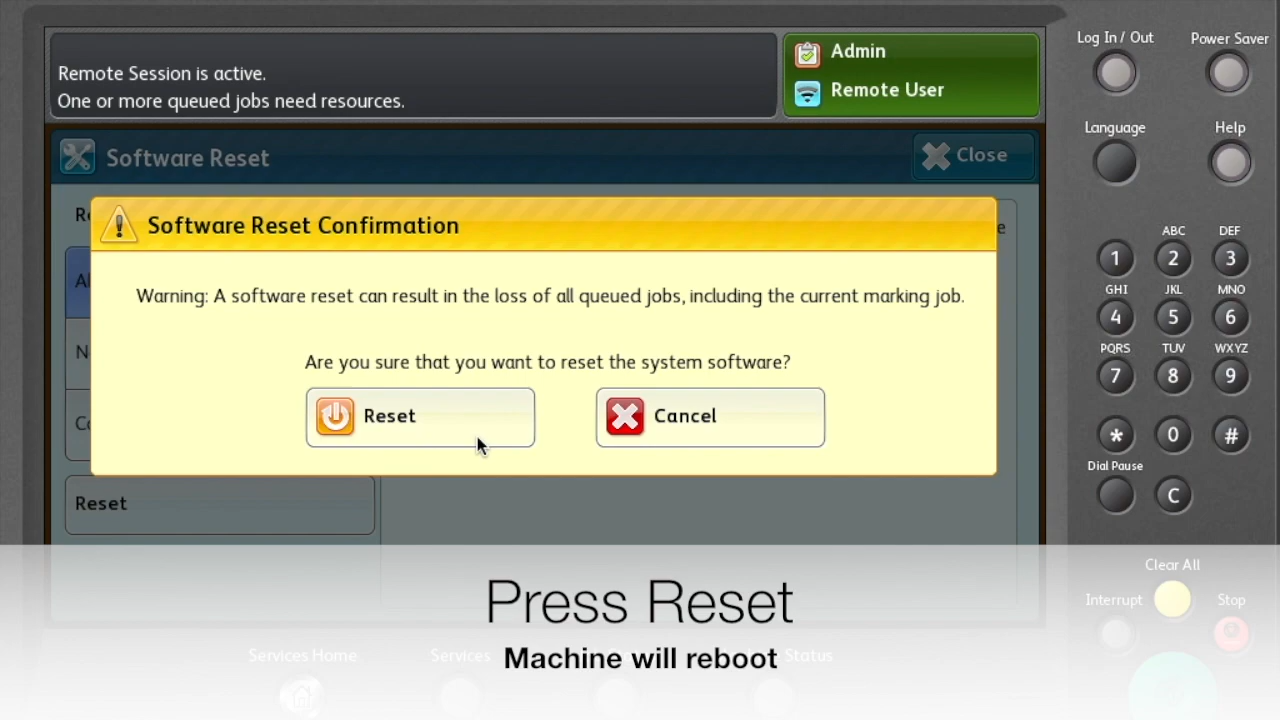 Remote Session is active.
One or more queued jobs need resources.
Admin
Remote User
Log In / Out
Power Saver
Language
Help
Software Reset
Close
Software Reset Confirmation
Warning: A software reset can result in the loss of all queued jobs, including the current marking job.
Are you sure that you want to reset the system software?
Reset
Cancel
Reset
ABC
DEF
1
2
3
GHI
JKL
MNO
4
5
6
PQRS
TUV
WXYZ
7
8
9
*
0
#
Dial Pause
C
Clear All
Interrupt
Stop
Press Reset
Machine will reboot
Services Home
Services
Status